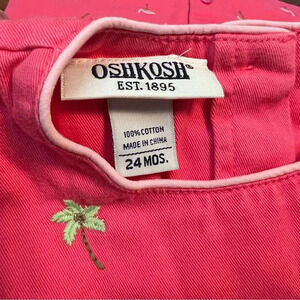 OSHKOSH®
EST. 1895
100% COTTON
MADE IN CHINA
24 MOS.